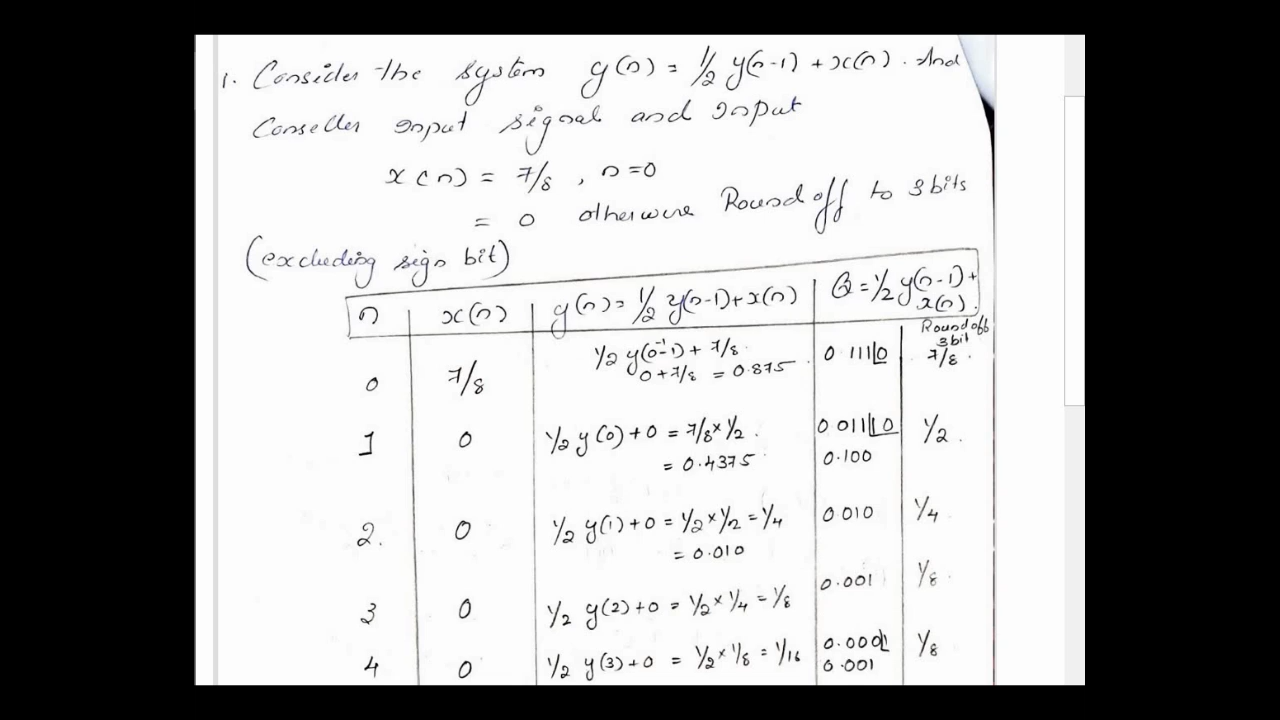 1. Consider the system y(n) = 1/2 y(n-1) + x(n). And
Consider input signal and input
x(n) = 7/8 , n=0
= 0 otherwise Round off to 3 bits
(excluding sign bit)
n x(n) y(n) = 1/2 y(n-1)+x(n) Q = 1/2 y(n-1)+
x(n).
Round off
3 bit
0 7/8 1/2 y(0-1)+ 7/8. 0.111|0 7/8.
0+7/8 = 0.875
1 0 1/2 y(0)+0 = 7/8 × 1/2. 0.011|10 1/2.
= 0.4375 0.100
2. 0 1/2 y(1)+0 = 1/2 × 1/2 = 1/4 0.010 1/4
= 0.010
3 0 1/2 y(2)+0 = 1/2 × 1/4 = 1/8 0.001 1/8.
4 0 1/2 y(3)+0 = 1/2 × 1/8 = 1/16 0.0001 1/8
0.001